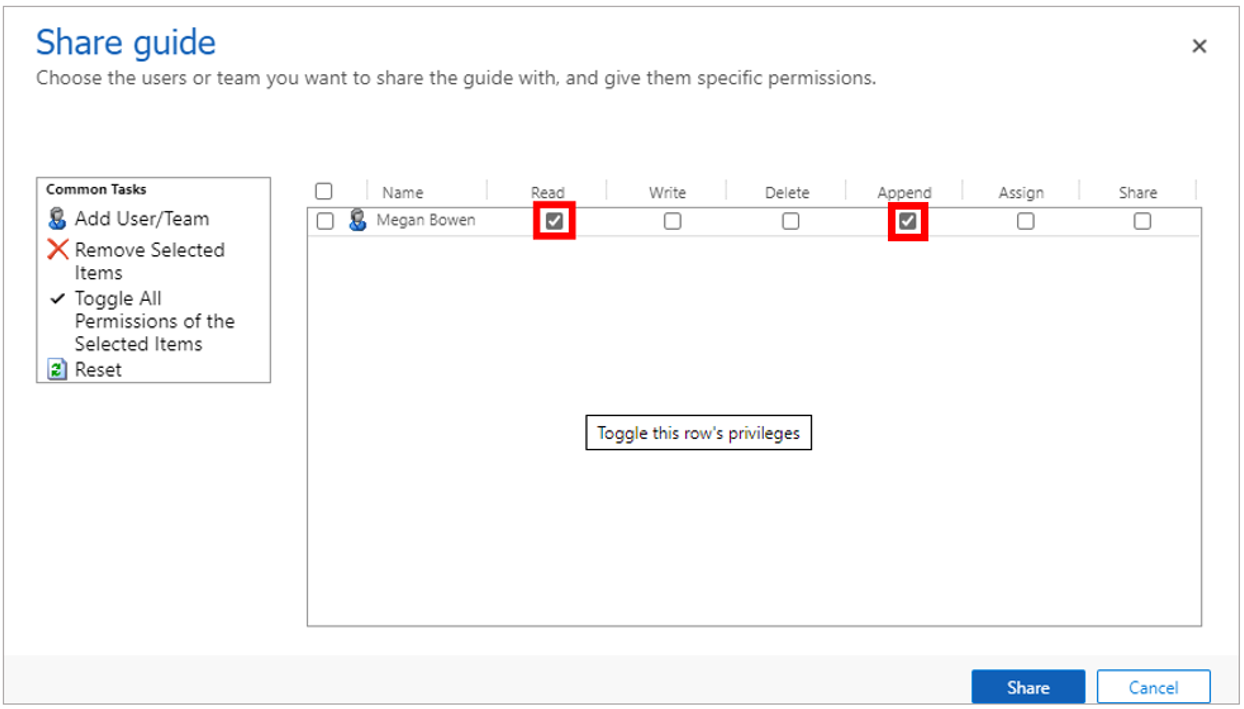 Share guide
Choose the users or team you want to share the guide with, and give them specific permissions.
Common Tasks
Add User/Team
Remove Selected
Items
Toggle All
Permissions of the
Selected Items
Reset
Name Read Write Delete Append Assign Share
Megan Bowen
Toggle this row's privileges
Share Cancel